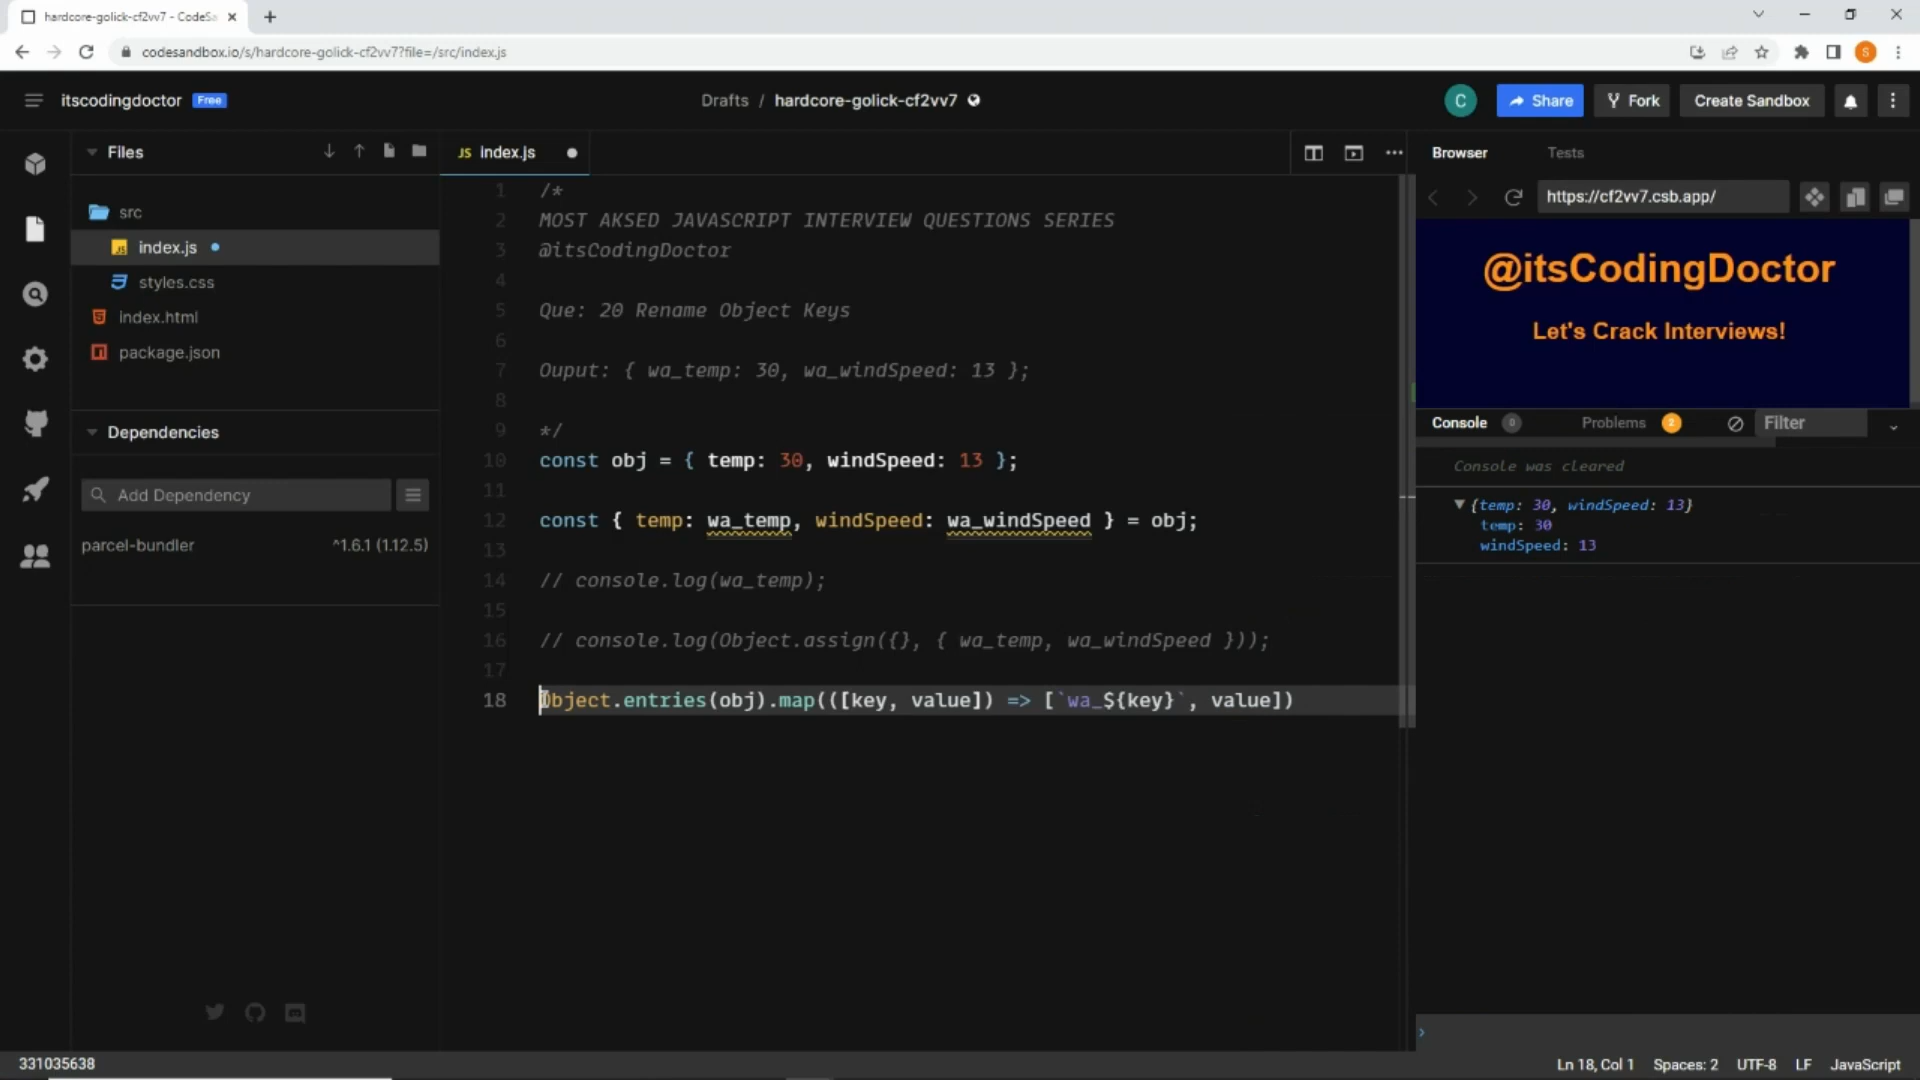 hardcore-golick-cf2vv7 - CodeSa
codesandbox.io/s/hardcore-golick-cf2vv7?file=/src/index.js
S
itscodingdoctor Free
Drafts / hardcore-golick-cf2vv7
C
Share
Fork
Create Sandbox
Files
JS index.js
Browser
Tests
https://cf2vv7.csb.app/
src
index.js
styles.css
index.html
package.json
Dependencies
Add Dependency
parcel-bundler ^1.6.1 (1.12.5)
1 /*
2 MOST AKSED JAVASCRIPT INTERVIEW QUESTIONS SERIES
3 @itsCodingDoctor
4
5 Que: 20 Rename Object Keys
6
7 Ouput: { wa_temp: 30, wa_windSpeed: 13 };
8
9 */
10 const obj = { temp: 30, windSpeed: 13 };
11
12 const { temp: wa_temp, windSpeed: wa_windSpeed } = obj;
13
14 // console.log(wa_temp);
15
16 // console.log(Object.assign({}, { wa_temp, wa_windSpeed }));
17
18 Object.entries(obj).map(([key, value]) => [`wa_${key}`, value])
@itsCodingDoctor
Let's Crack Interviews!
Console 0 Problems 2 Filter
Console was cleared
{temp: 30, windSpeed: 13}
temp: 30
windSpeed: 13
331035638
Ln 18, Col 1 Spaces: 2 UTF-8 LF JavaScript